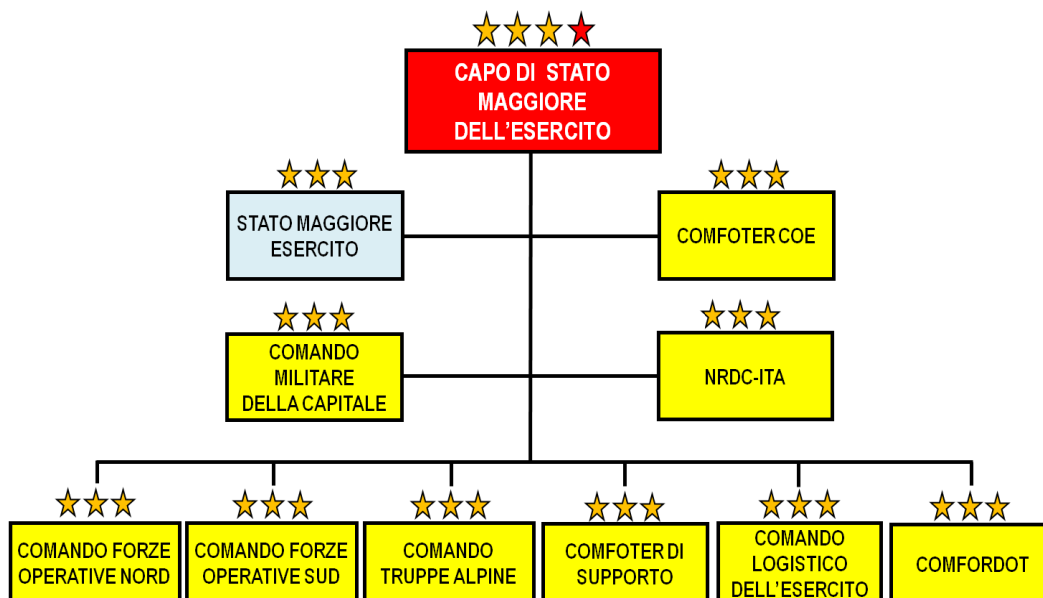 CAPO DI STATO
MAGGIORE
DELL'ESERCITO
STATO MAGGIORE
ESERCITO
COMFOTER COE
COMANDO
MILITARE
DELLA CAPITALE
NRDC-ITA
COMANDO FORZE
OPERATIVE NORD
COMANDO FORZE
OPERATIVE SUD
COMANDO
TRUPPE ALPINE
COMFOTER DI
SUPPORTO
COMANDO
LOGISTICO
DELL'ESERCITO
COMFORDOT